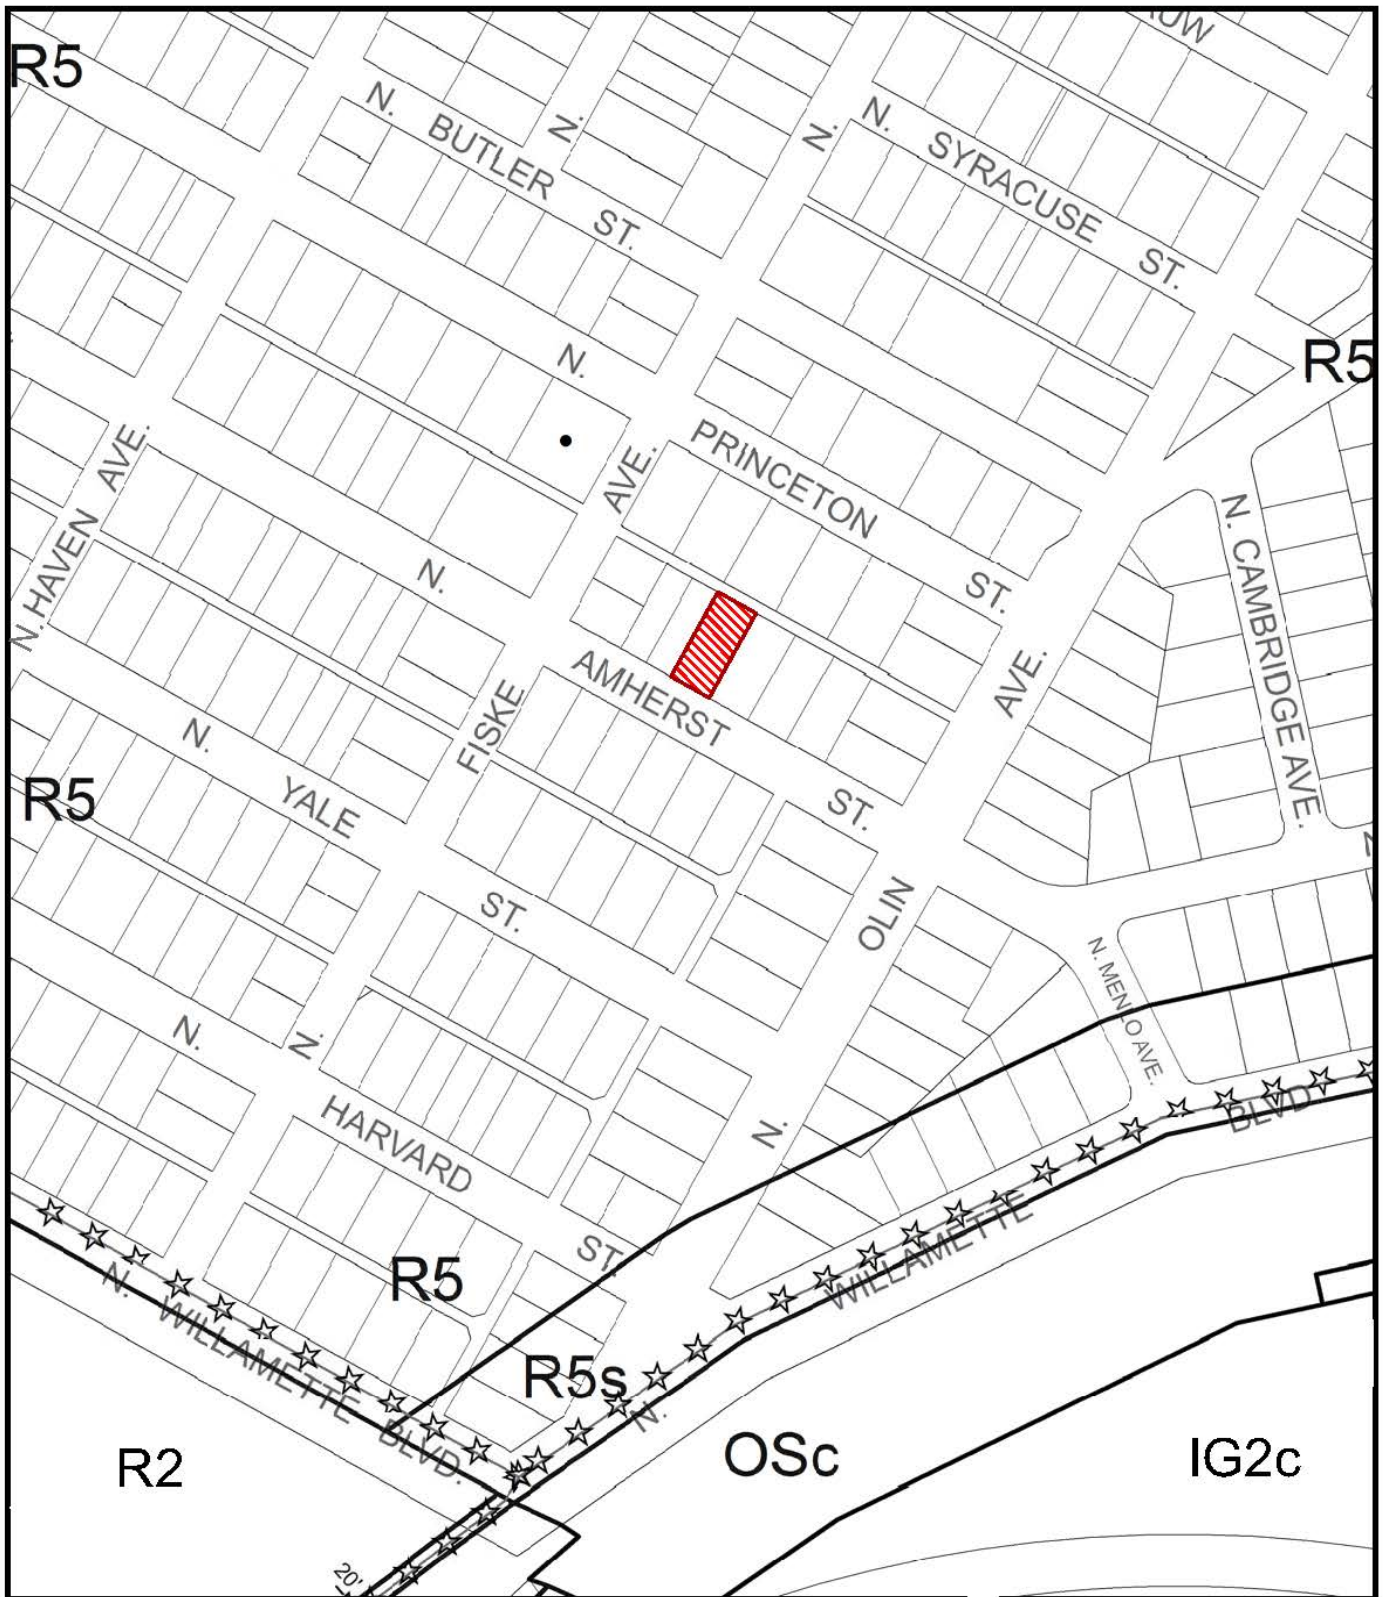 R5
N. BUTLER ST.
N.
N.
N. SYRACUSE ST.
R5
N. PRINCETON ST.
N. HAVEN AVE.
AVE.
N. CAMBRIDGE AVE.
N. AMHERST ST.
FISKE
AVE.
N. YALE ST.
R5
OLIN
N. MENLO AVE.
N.
N. HARVARD ST.
N.
BLVD
WILLAMETTE
N.
R5
N. WILLAMETTE BLVD.
R5s
R2
OSc
IG2c
20'